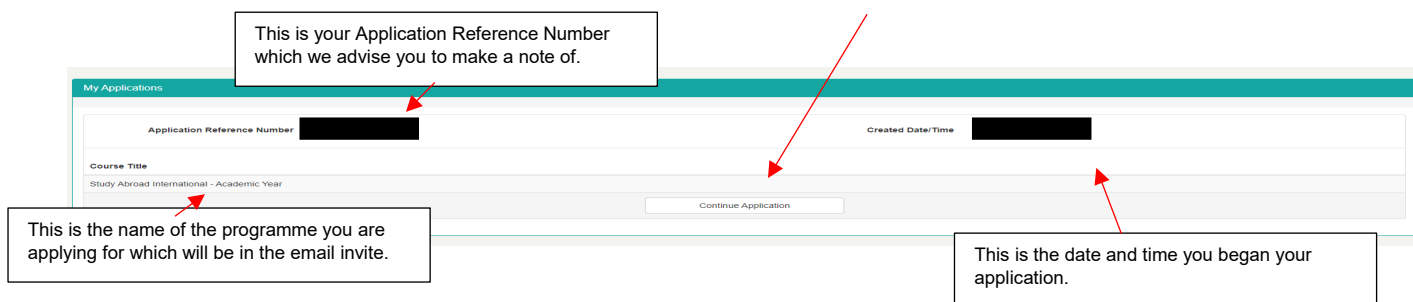 This is your Application Reference Number
which we advise you to make a note of.
My Applications
Application Reference Number
Created Date/Time
Course Title
Study Abroad International - Academic Year
Continue Application
This is the name of the programme you are
applying for which will be in the email invite.
This is the date and time you began your
application.